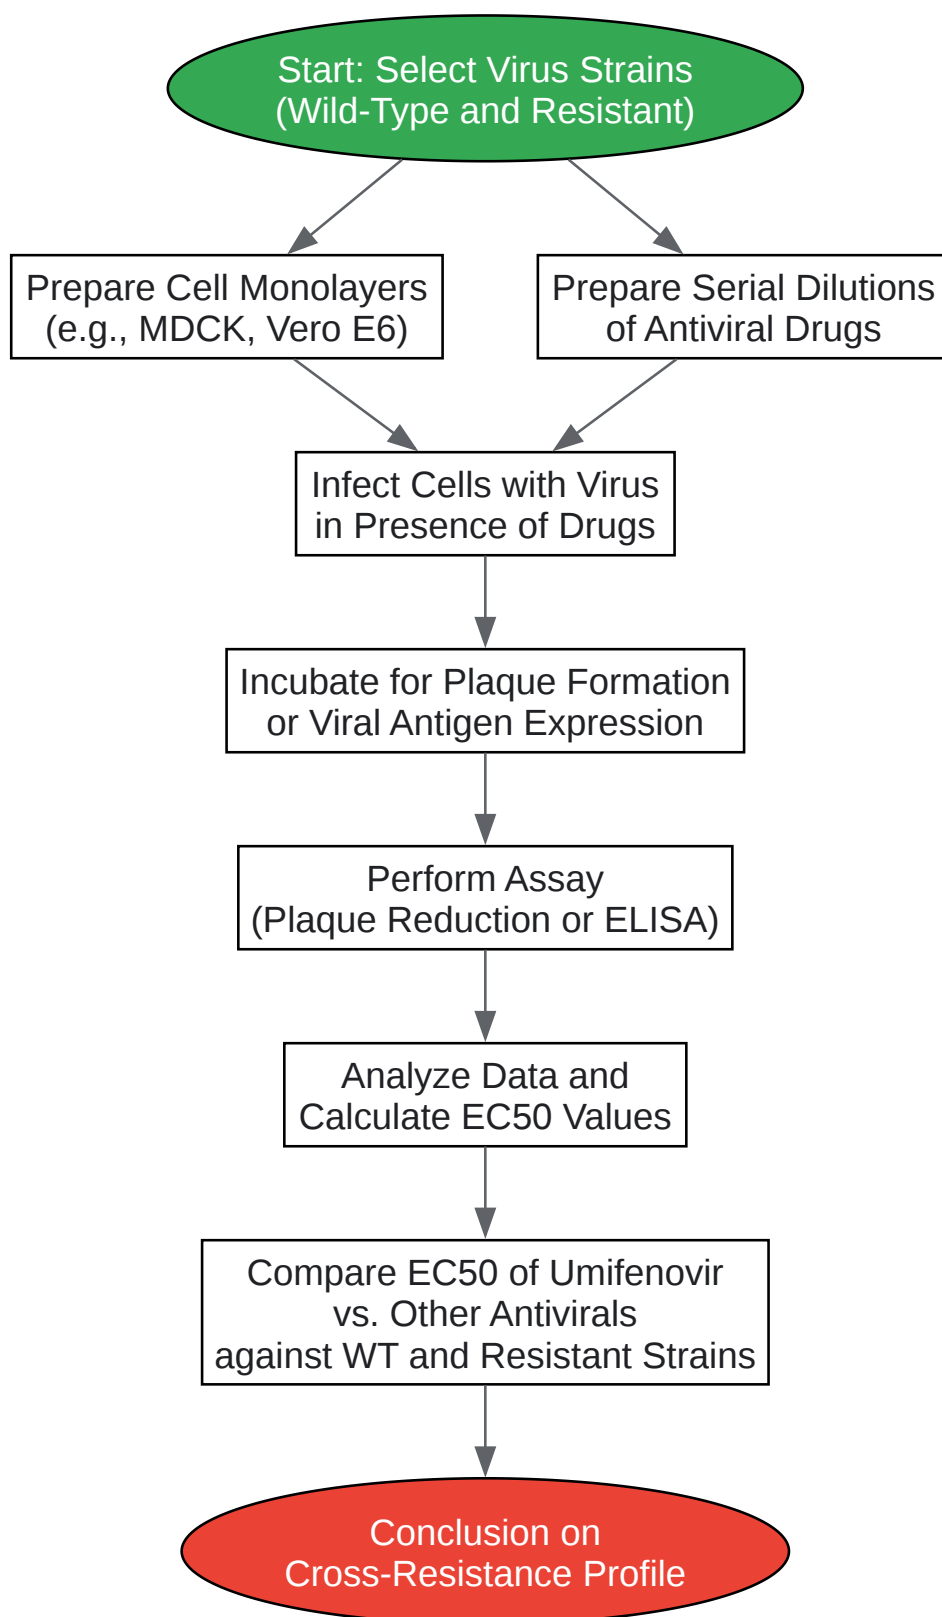 Start: Select Virus Strains
(Wild-Type and Resistant)
Prepare Cell Monolayers
(e.g., MDCK, Vero E6)
Prepare Serial Dilutions
of Antiviral Drugs
Infect Cells with Virus
in Presence of Drugs
Incubate for Plaque Formation
or Viral Antigen Expression
Perform Assay
(Plaque Reduction or ELISA)
Analyze Data and
Calculate EC50 Values
Compare EC50 of Umifenovir
vs. Other Antivirals
against WT and Resistant Strains
Conclusion on
Cross-Resistance Profile